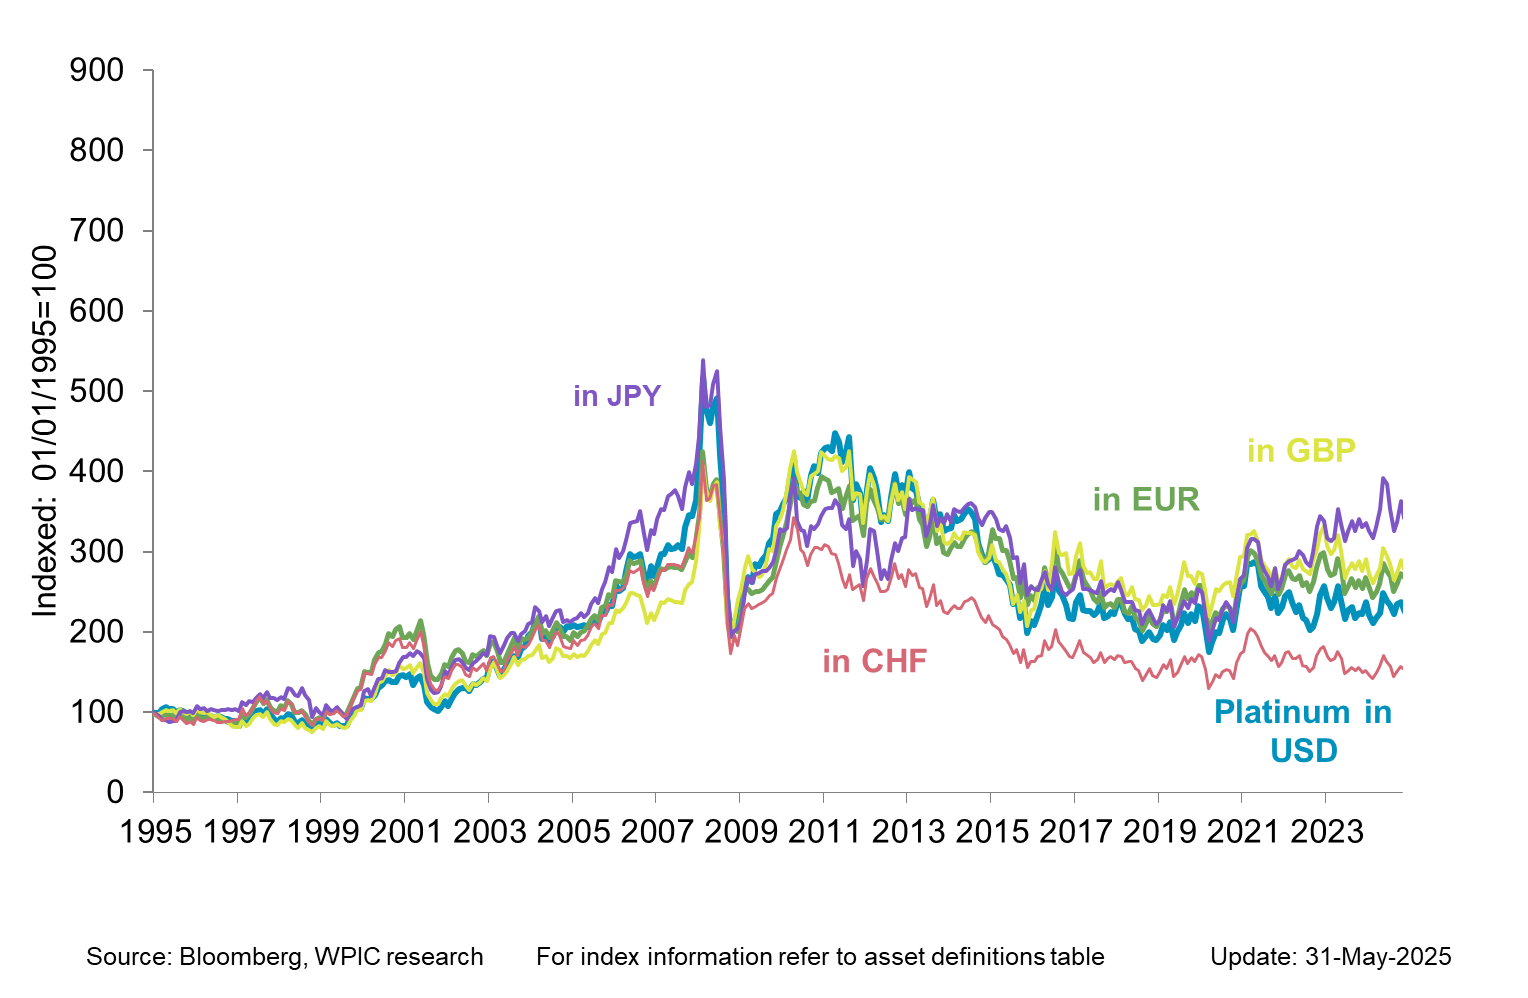 900
800
700
600
500
400
300
200
100
0
Indexed: 01/01/1995=100
in JPY
in GBP
in EUR
in CHF
Platinum in
USD
1995 1997 1999 2001 2003 2005 2007 2009 2011 2013 2015 2017 2019 2021 2023
Source: Bloomberg, WPIC research For index information refer to asset definitions table Update: 31-May-2025